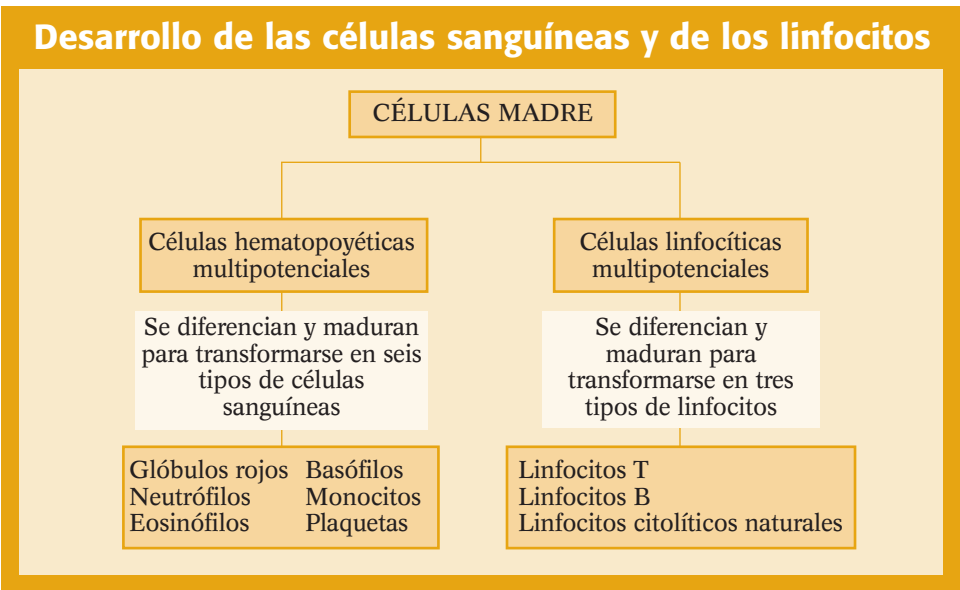 Desarrollo de las células sanguíneas y de los linfocitos
CÉLULAS MADRE
Células hematopoyéticas
multipotenciales
Se diferencian y maduran
para transformarse en seis
tipos de células
sanguíneas
Glóbulos rojos Basófilos
Neutrófilos Monocitos
Eosinófilos Plaquetas
Células linfocíticas
multipotenciales
Se diferencian y
maduran para
transformarse en tres
tipos de linfocitos
Linfocitos T
Linfocitos B
Linfocitos citolíticos naturales